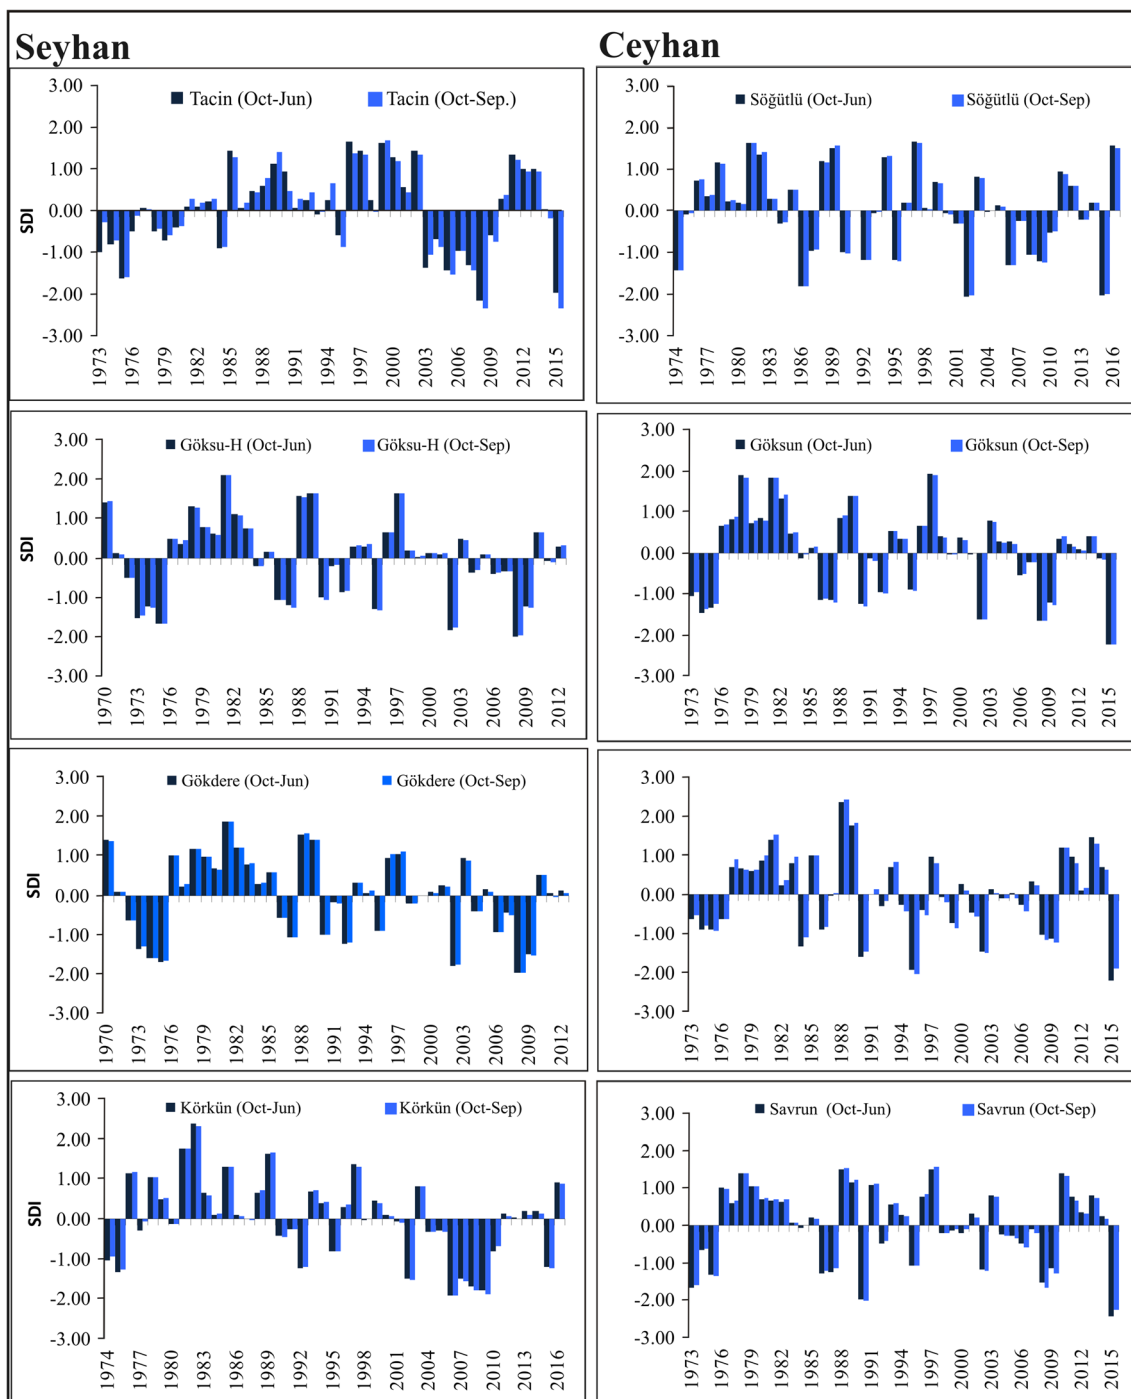 Seyhan
Ceyhan
Tacin (Oct-Jun) Tacin (Oct-Sep.)
SDI
3.00
2.00
1.00
0.00
-1.00
-2.00
-3.00
1973 1976 1979 1982 1985 1988 1991 1994 1997 2000 2003 2006 2009 2012 2015
Söğütlü (Oct-Jun) Söğütlü (Oct-Sep)
3.00
2.00
1.00
0.00
-1.00
-2.00
-3.00
1974 1977 1980 1983 1986 1989 1992 1995 1998 2001 2004 2007 2010 2013 2016
Göksu-H (Oct-Jun) Göksu-H (Oct-Sep)
SDI
3.00
2.00
1.00
0.00
-1.00
-2.00
-3.00
1970 1973 1976 1979 1982 1985 1988 1991 1994 1997 2000 2003 2006 2009 2012
Göksun (Oct-Jun) Göksun (Oct-Sep)
3.00
2.00
1.00
0.00
-1.00
-2.00
-3.00
1973 1976 1979 1982 1985 1988 1991 1994 1997 2000 2003 2006 2009 2012 2015
Gökdere (Oct-Jun) Gökdere (Oct-Sep)
SDI
3.00
2.00
1.00
0.00
-1.00
-2.00
-3.00
1970 1973 1976 1979 1982 1985 1988 1991 1994 1997 2000 2003 2006 2009 2012
3.00
2.00
1.00
0.00
-1.00
-2.00
-3.00
1973 1976 1979 1982 1985 1988 1991 1994 1997 2000 2003 2006 2009 2012 2015
Körkün (Oct-Jun) Körkün (Oct-Sep)
SDI
3.00
2.00
1.00
0.00
-1.00
-2.00
-3.00
1974 1977 1980 1983 1986 1989 1992 1995 1998 2001 2004 2007 2010 2013 2016
Savrun (Oct-Jun) Savrun (Oct-Sep)
3.00
2.00
1.00
0.00
-1.00
-2.00
-3.00
1973 1976 1979 1982 1985 1988 1991 1994 1997 2000 2003 2006 2009 2012 2015